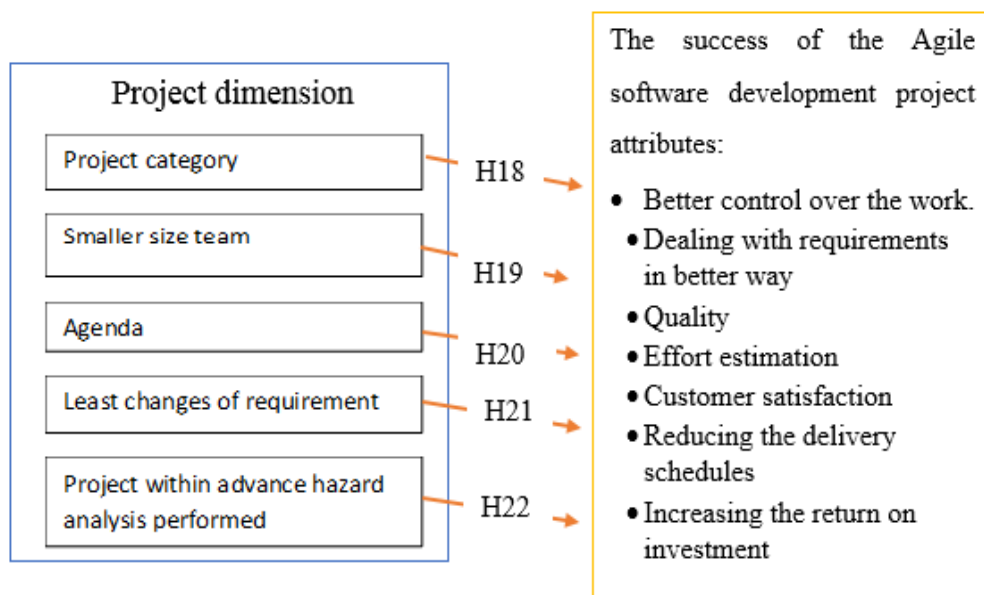 Project dimension
Project category
Smaller size team
Agenda
Least changes of requirement
Project within advance hazard
analysis performed
H18
H19
H20
H21
H22
The success of the Agile
software development project
attributes:
• Better control over the work.
• Dealing with requirements
in better way
• Quality
• Effort estimation
• Customer satisfaction
• Reducing the delivery
schedules
• Increasing the return on
investment